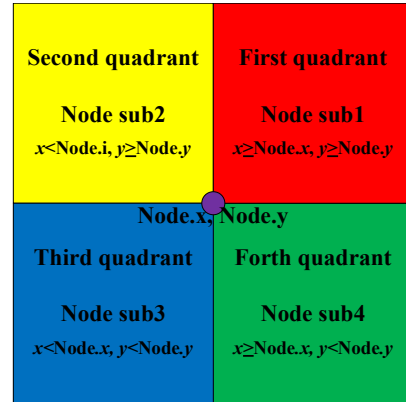 Second quadrant
First quadrant
Node sub2
Node sub1
x<Node.i, y≥Node.y
x≥Node.x, y≥Node.y
Node.x, Node.y
Third quadrant
Forth quadrant
Node sub3
Node sub4
x<Node.x, y<Node.y
x≥Node.x, y<Node.y